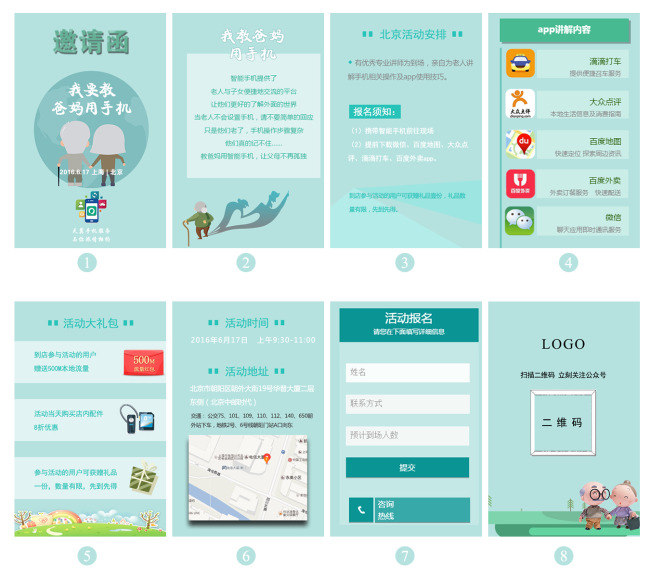 邀请函
我要教
爸妈用手机
2016.6.17 上海 | 北京
1
我教爸妈
用手机
智能手机提供了
老人与子女便捷地交流的平台
让他们更好的了解外面的世界
当老人不会设置手机，请不要简单的回应
只是他们老了，手机操作步骤复杂
他们真的记不住......
教爸妈用智能手机，让父母不再孤独
2
北京活动安排
有优秀专业讲师为到场，亲自为老人讲
解手机相关操作及app使用技巧。
报名须知：
（1）携带智能手机前往现场
（2）提前下载微信、百度地图、大众点
评、滴滴打车、百度外卖app。
到店参与活动的用户可获赠礼品壹份，礼品数
量有限，先到先得。
3
app讲解内容
滴滴打车
提供便捷召车服务
大众点评
大众点评
本地生活信息及消费指南
du
百度地图
快速定位 探索周边资讯
百度外卖
百度外卖
外卖订餐服务 快速配送
微信
聊天应用即时通讯服务
4
活动大礼包
到店参与活动的用户
赠送500M本地流量
500M
流量红包
活动当天购买店内配件
8折优惠
参与活动的用户可获赠礼品
一份，数量有限，先到先得
5
活动时间
2016年6月17日 上午9:30-11:00
活动地址
北京市朝阳区朝外大街19号华普大厦二层
东侧（北京中邮时代）
交通：公交75、101、109、110、112、140、650朝
外站下车，地铁2号、6号线朝阳门站A口河东
6
活动报名
请您在下面填写详细信息
姓名
联系方式
预计到场人数
提交
咨询
热线
7
LOGO
扫描二维码 立刻关注公众号
二维码
8